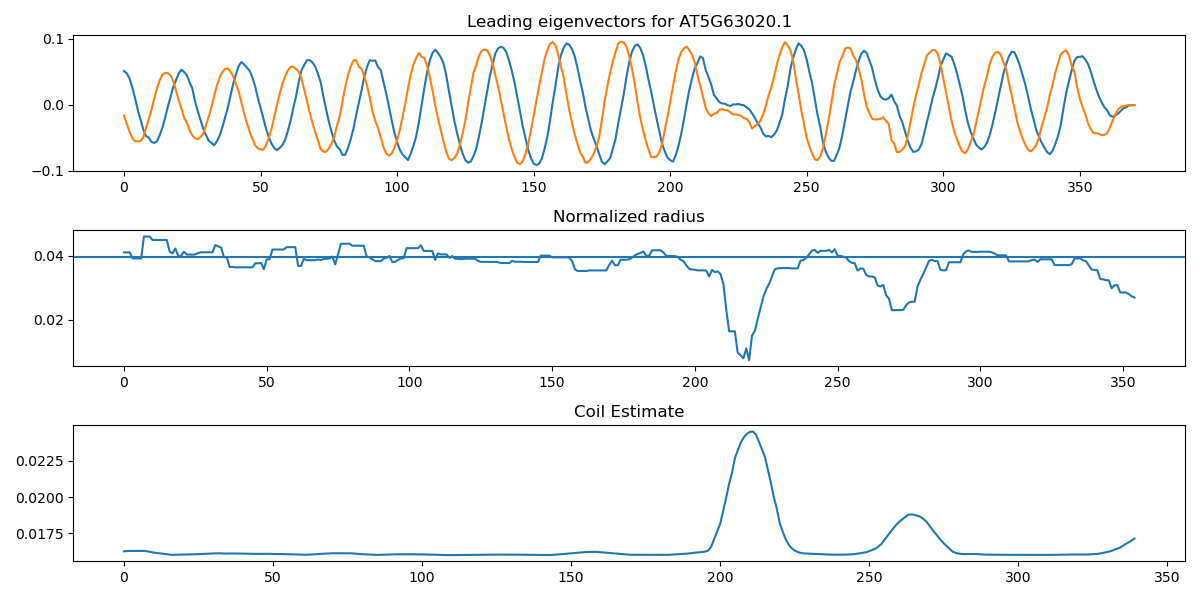 Leading eigenvectors for AT5G63020.1
0.1
0.0
−0.1
0 50 100 150 200 250 300 350
Normalized radius
0.04
0.02
0 50 100 150 200 250 300 350
Coil Estimate
0.0225
0.0200
0.0175
0 50 100 150 200 250 300 350